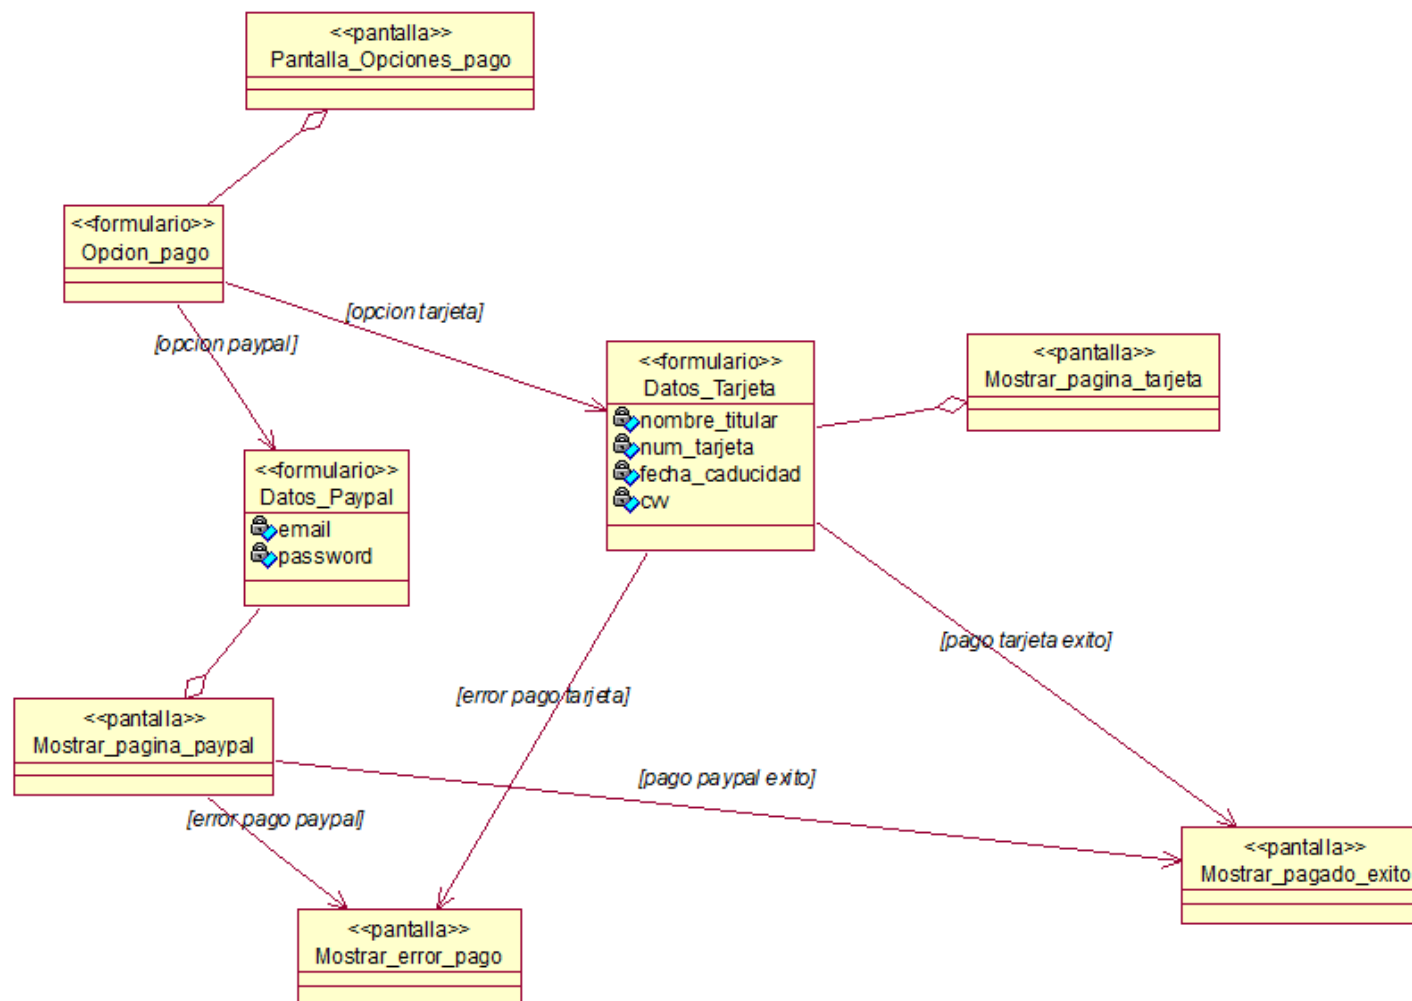 <<pantalla>>
Pantalla_Opciones_pago
<<formulario>>
Opcion_pago
[opcion tarjeta]
[opcion paypal]
<<formulario>>
Datos_Tarjeta
nombre_titular
num_tarjeta
fecha_caducidad
cvv
<<pantalla>>
Mostrar_pagina_tarjeta
<<formulario>>
Datos_Paypal
email
password
[pago tarjeta exito]
[error pago tarjeta]
<<pantalla>>
Mostrar_pagina_paypal
[pago paypal exito]
[error pago paypal]
<<pantalla>>
Mostrar_pagado_exito
<<pantalla>>
Mostrar_error_pago